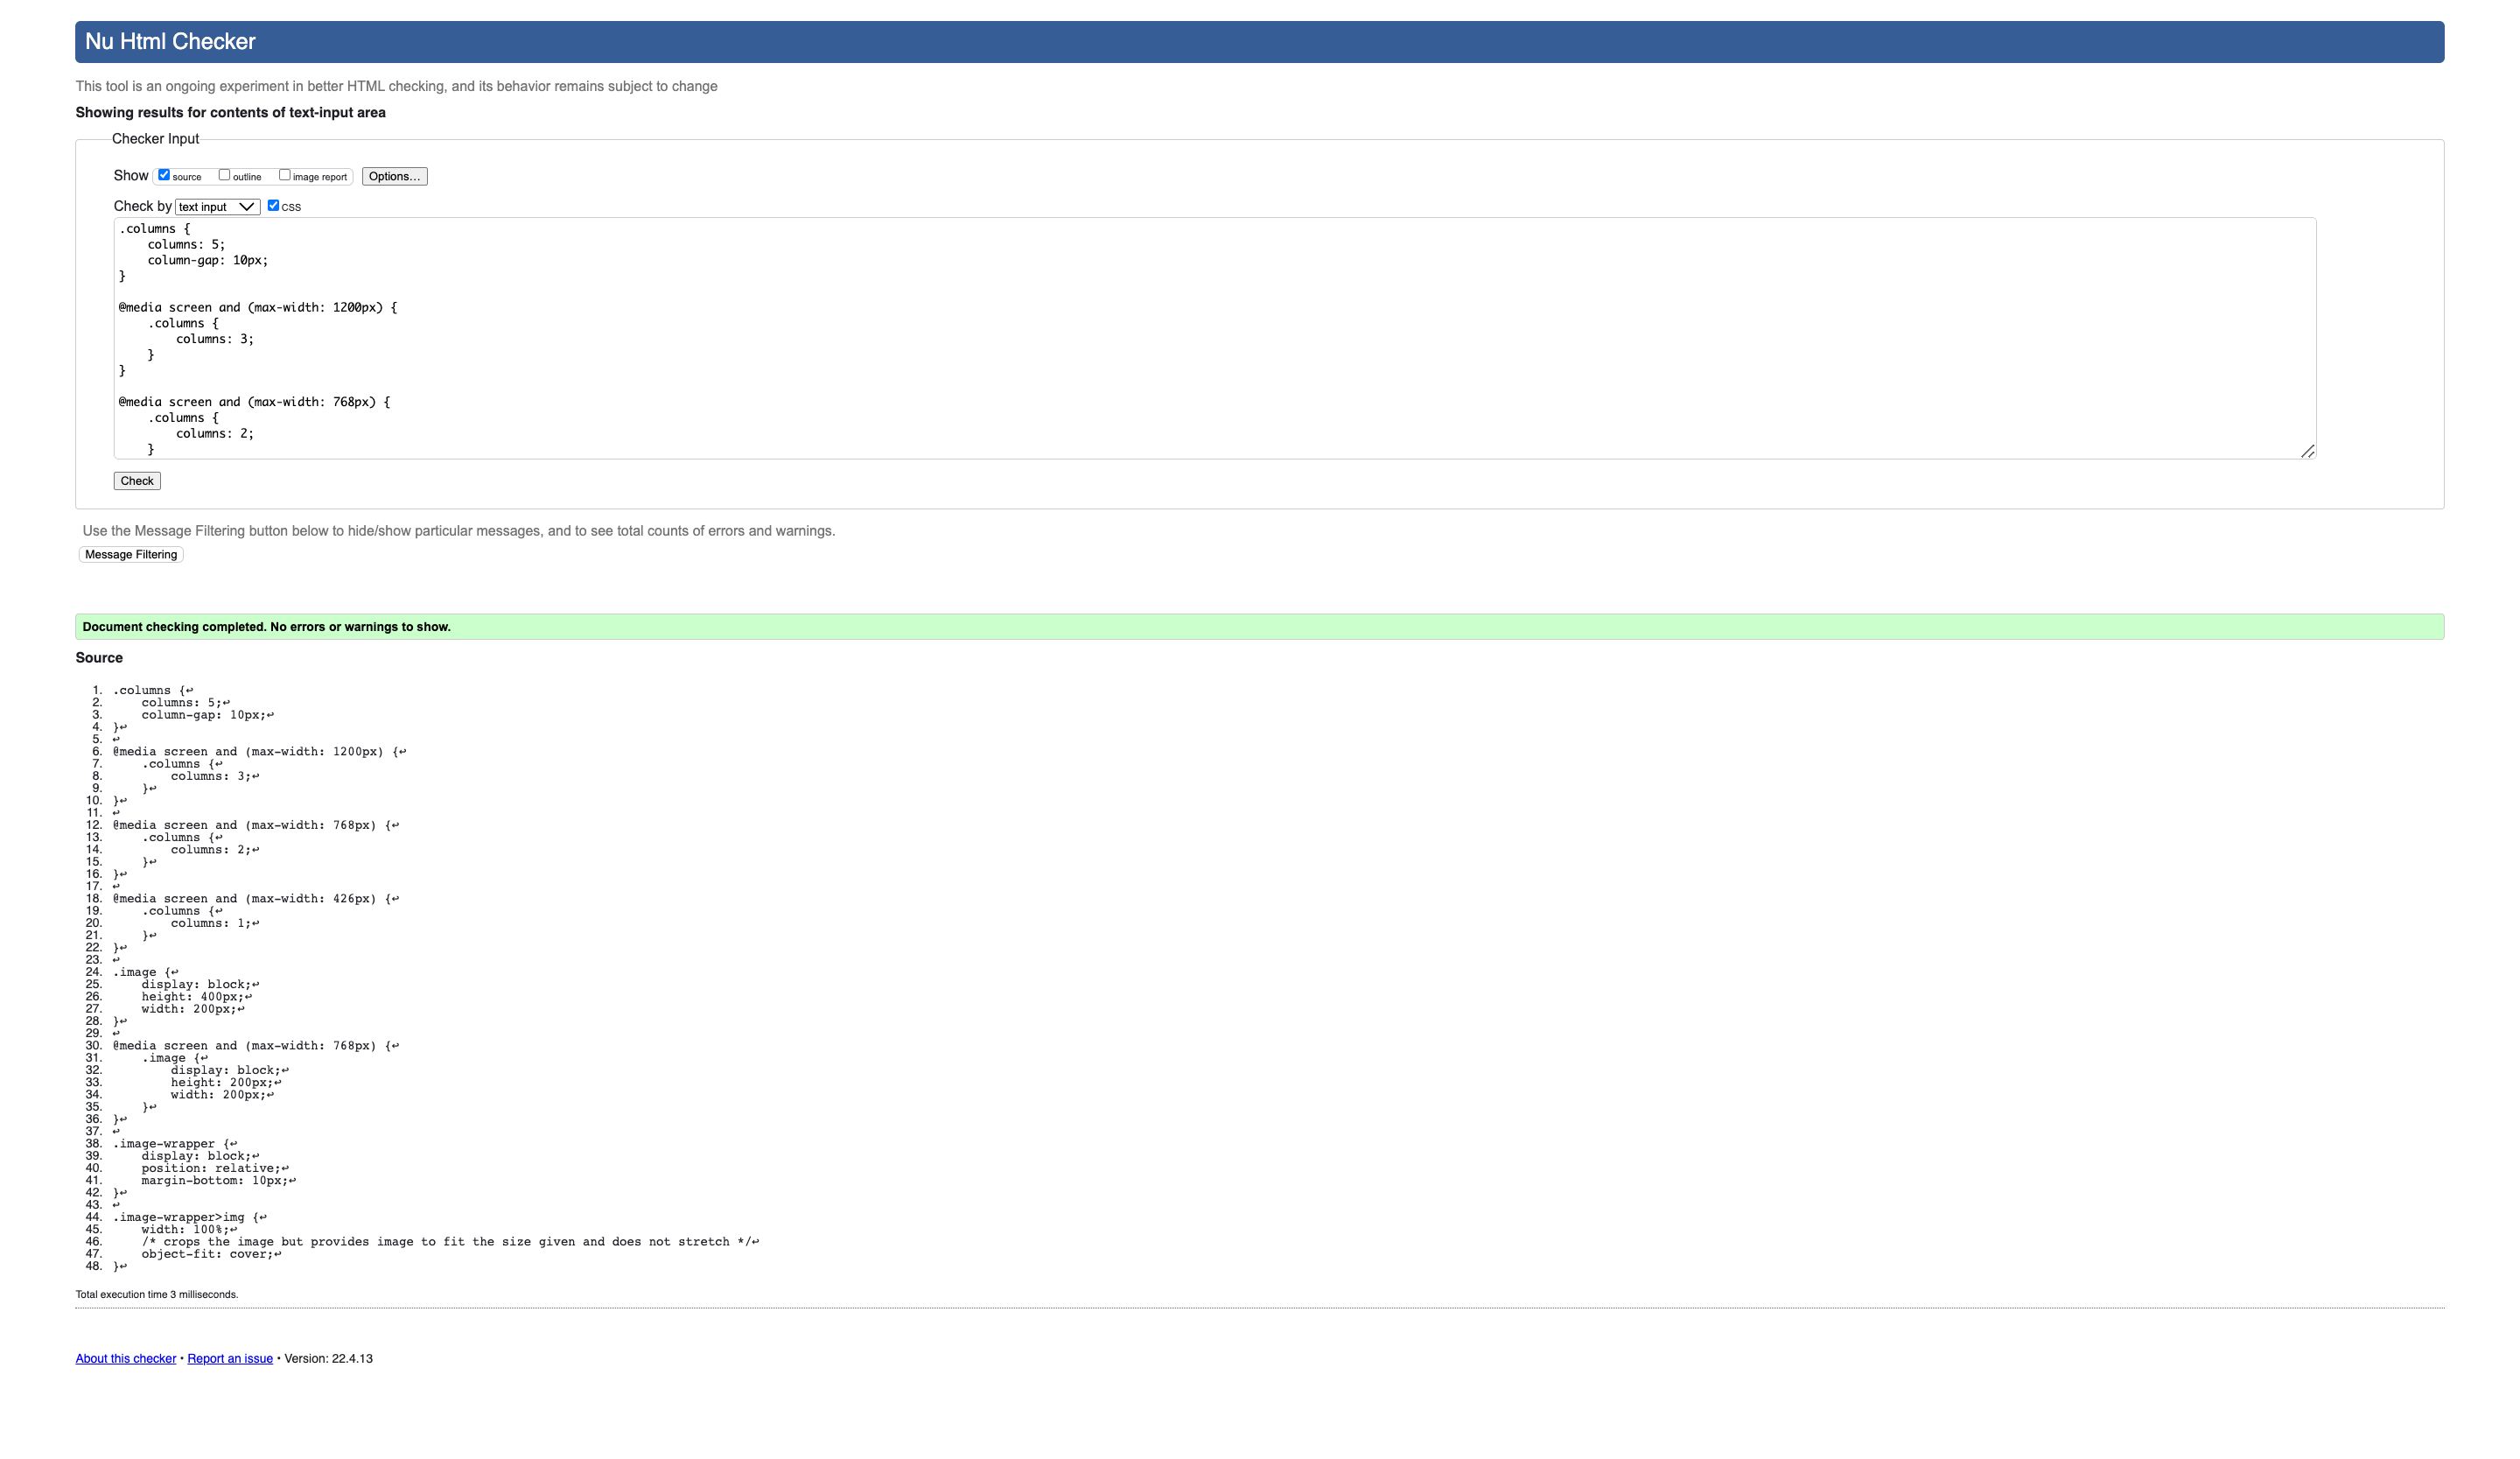 Nu Html Checker
This tool is an ongoing experiment in better HTML checking, and its behavior remains subject to change
Showing results for contents of text-input area
Checker Input
Show source outline image report Options...
Check by text input CSS
.columns {
    columns: 5;
    column-gap: 10px;
}

@media screen and (max-width: 1200px) {
    .columns {
        columns: 3;
    }
}

@media screen and (max-width: 768px) {
    .columns {
        columns: 2;
    }
Check
Use the Message Filtering button below to hide/show particular messages, and to see total counts of errors and warnings.
Message Filtering
Document checking completed. No errors or warnings to show.
Source
1. .columns {↩
2.     columns: 5;↩
3.     column-gap: 10px;↩
4. }↩
5. ↩
6. @media screen and (max-width: 1200px) {↩
7.     .columns {↩
8.         columns: 3;↩
9.     }↩
10. }↩
11. ↩
12. @media screen and (max-width: 768px) {↩
13.     .columns {↩
14.         columns: 2;↩
15.     }↩
16. }↩
17. ↩
18. @media screen and (max-width: 426px) {↩
19.     .columns {↩
20.         columns: 1;↩
21.     }↩
22. }↩
23. ↩
24. .image {↩
25.     display: block;↩
26.     height: 400px;↩
27.     width: 200px;↩
28. }↩
29. ↩
30. @media screen and (max-width: 768px) {↩
31.     .image {↩
32.         display: block;↩
33.         height: 200px;↩
34.         width: 200px;↩
35.     }↩
36. }↩
37. ↩
38. .image-wrapper {↩
39.     display: block;↩
40.     position: relative;↩
41.     margin-bottom: 10px;↩
42. }↩
43. ↩
44. .image-wrapper>img {↩
45.     width: 100%;↩
46.     /* crops the image but provides image to fit the size given and does not stretch */↩
47.     object-fit: cover;↩
48. }↩
Total execution time 3 milliseconds.
About this checker • Report an issue • Version: 22.4.13